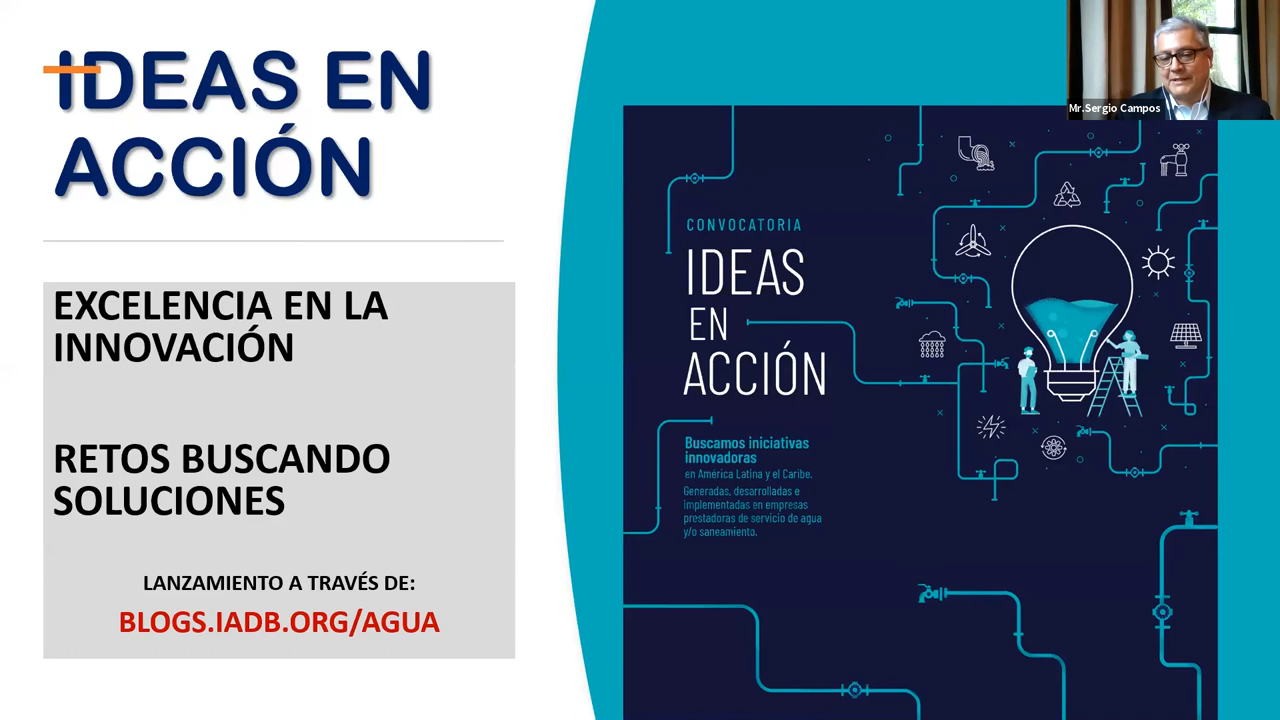 IDEAS EN
ACCIÓN
EXCELENCIA EN LA
INNOVACIÓN
RETOS BUSCANDO
SOLUCIONES
LANZAMIENTO A TRAVÉS DE:
BLOGS.IADB.ORG/AGUA
CONVOCATORIA
IDEAS
EN
ACCIÓN
Buscamos iniciativas
innovadoras
en América Latina y el Caribe.
Generadas, desarrolladas e
implementadas en empresas
prestadoras de servicio de agua
y/o saneamiento.
Mr.Sergio Campos